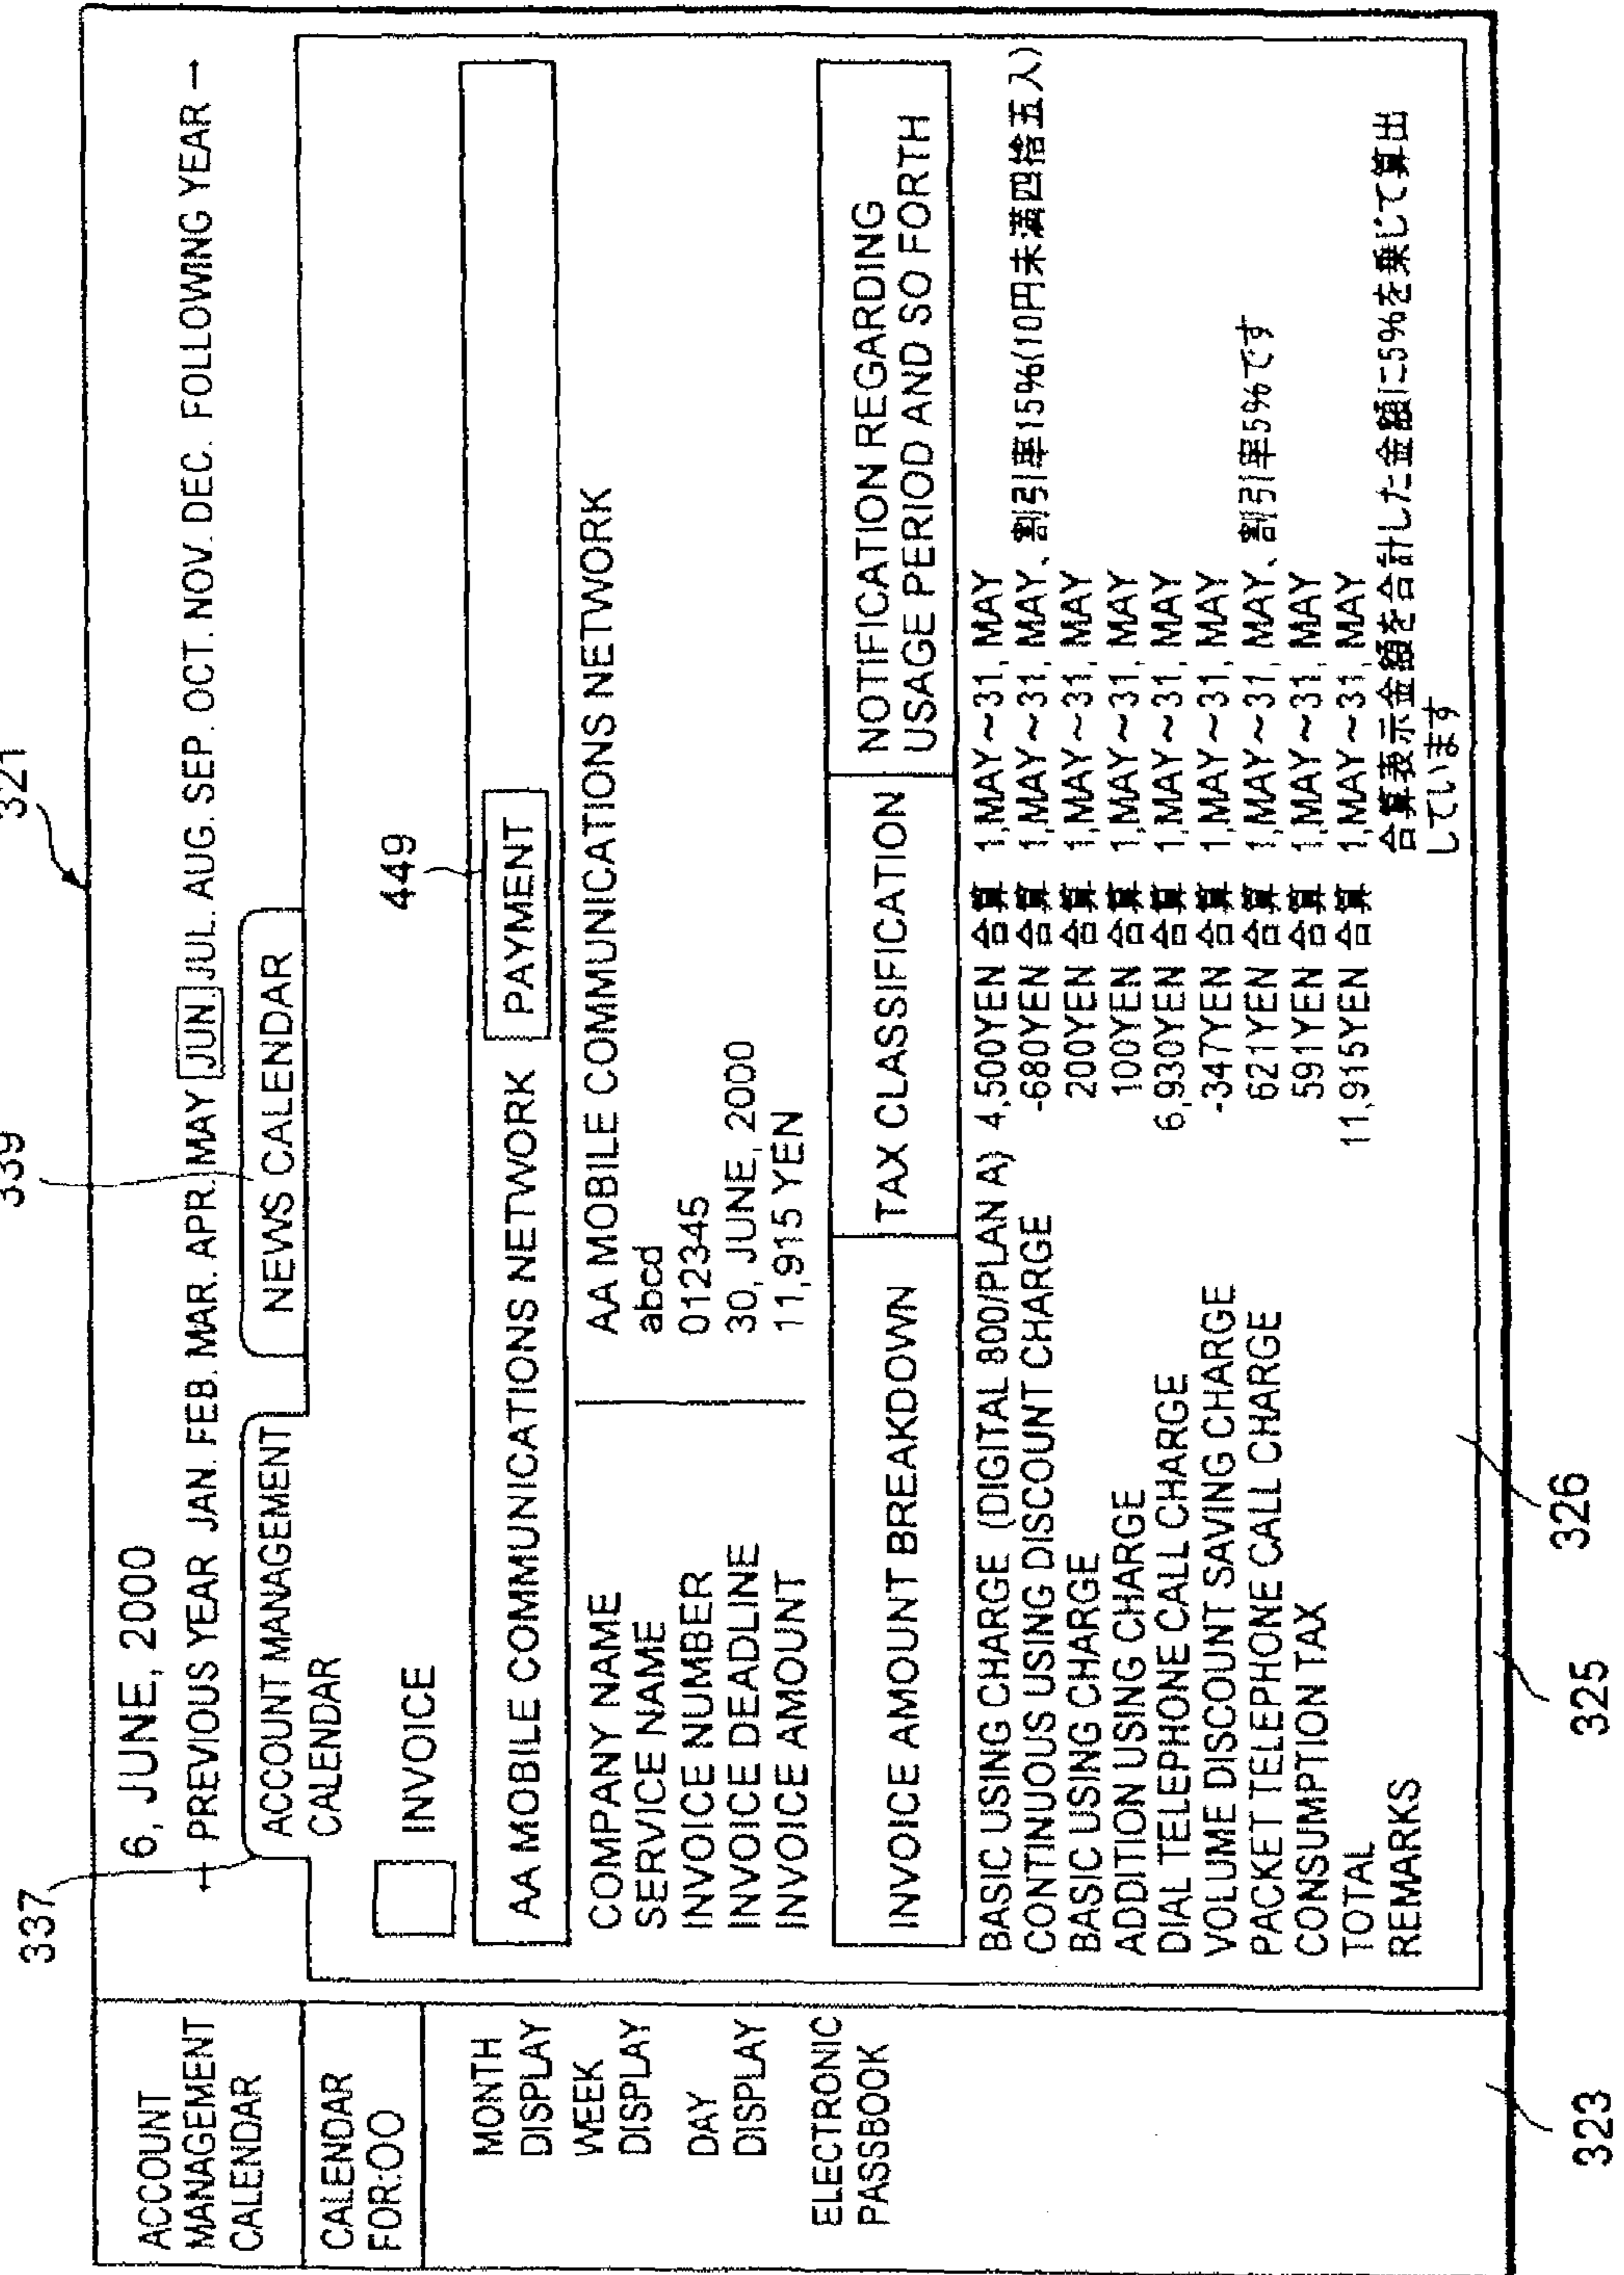 321
339
337
ACCOUNT
MANAGEMENT
CALENDAR
CALENDAR
FOR:OO
MONTH
DISPLAY
WEEK
DISPLAY
DAY
DISPLAY
ELECTRONIC
PASSBOOK
6, JUNE, 2000
← PREVIOUS YEAR JAN. FEB. MAR. APR. MAY JUN. JUL. AUG. SEP. OCT. NOV. DEC. FOLLOWING YEAR →
ACCOUNT MANAGEMENT
CALENDAR
NEWS CALENDAR
INVOICE
449
AA MOBILE COMMUNICATIONS NETWORK PAYMENT
COMPANY NAME AA MOBILE COMMUNICATIONS NETWORK
SERVICE NAME abcd
INVOICE NUMBER 012345
INVOICE DEADLINE 30, JUNE, 2000
INVOICE AMOUNT 11,915 YEN
INVOICE AMOUNT BREAKDOWN TAX CLASSIFICATION NOTIFICATION REGARDING
USAGE PERIOD AND SO FORTH
BASIC USING CHARGE (DIGITAL 800/PLAN A) 4,500YEN 合算 1,MAY~31,MAY
CONTINUOUS USING DISCOUNT CHARGE -680YEN 合算 1,MAY~31,MAY、割引率15%(10円未満四捨五入)
BASIC USING CHARGE 200YEN 合算 1,MAY~31,MAY
ADDITION USING CHARGE 100YEN 合算 1,MAY~31,MAY
DIAL TELEPHONE CALL CHARGE 6,930YEN 合算 1,MAY~31,MAY
VOLUME DISCOUNT SAVING CHARGE -347YEN 合算 1,MAY~31,MAY
PACKET TELEPHONE CALL CHARGE 621YEN 合算 1,MAY~31,MAY、割引率5%です
CONSUMPTION TAX 591YEN 合算 1,MAY~31,MAY
TOTAL 11,915YEN 合算 1,MAY~31,MAY
REMARKS 合算表示金額を合計した金額に5%を乗じて算出
しています
323
325
326